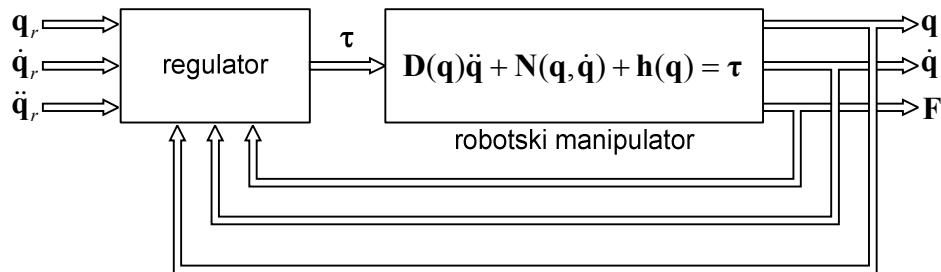 q_r
q̇_r
q̈_r
regulator
τ
D(q)q̈ + N(q, q̇) + h(q) = τ
robotski manipulator
q
q̇
F